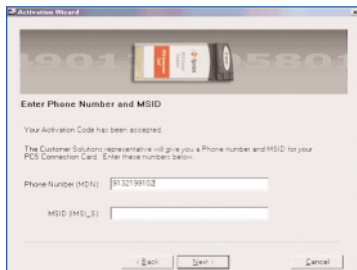 Activation Wizard
Sprint
Enter Phone Number and MSID
Your Activation Code has been accepted.
The Customer Solutions representative will give you a Phone number and MSID for your
PCS Connection Card. Enter these numbers below.
Phone Number (MDN): 9132199102
MSID (IMSI_S):
< Back
Next >
Cancel